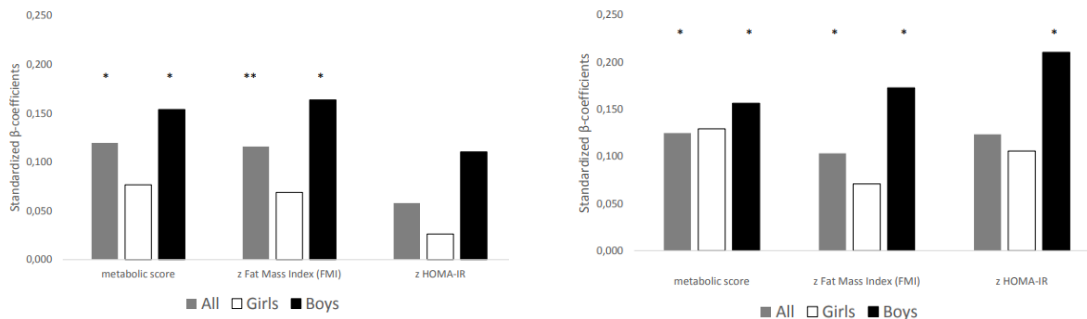 0,250
0,200
0,150
0,100
0,050
0,000
Standardized β-coefficients
* * ** *
metabolic score z Fat Mass Index (FMI) z HOMA-IR
All Girls Boys
0,250
0,200
0,150
0,100
0,050
0,000
Standardized β-coefficients
* * * * *
metabolic score z Fat Mass Index (FMI) z HOMA-IR
All Girls Boys